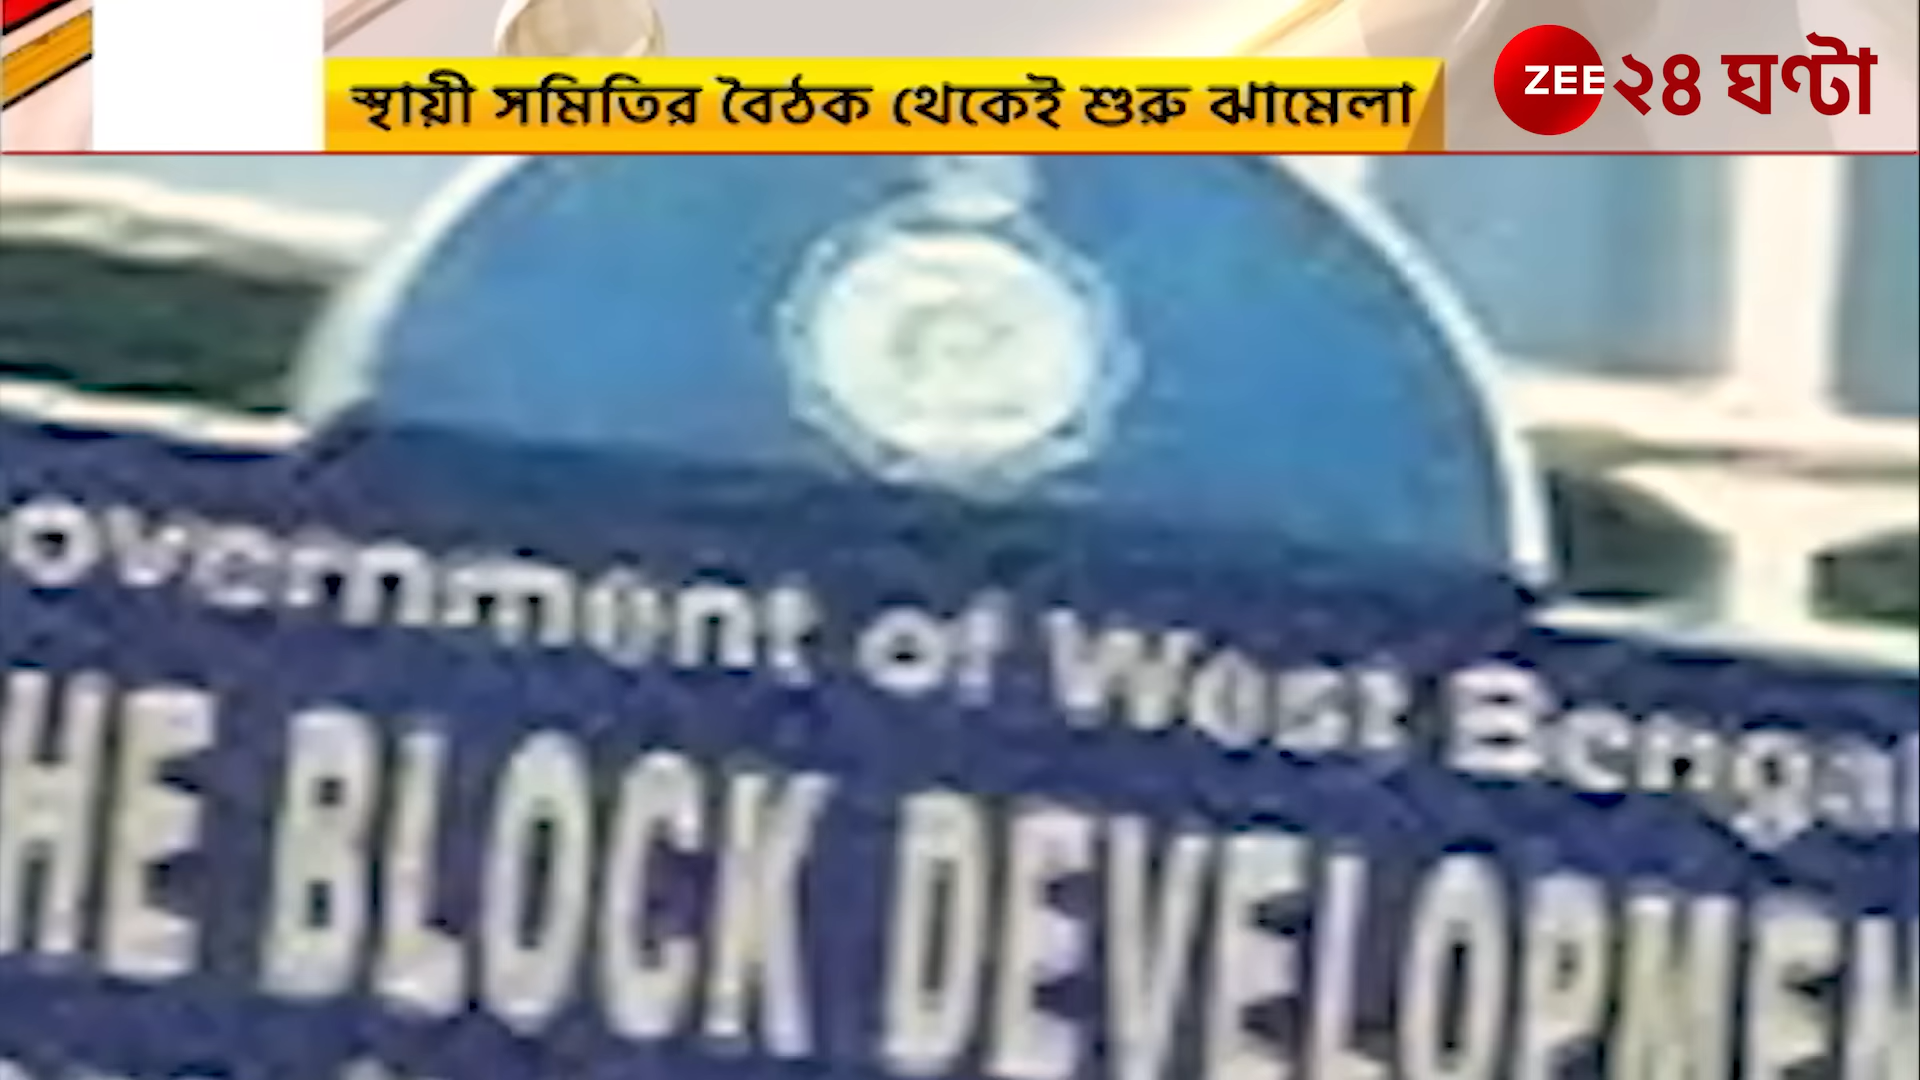 স্থায়ী সমিতির বৈঠক থেকেই শুরু ঝামেলা
ZEE ২৪ ঘণ্টা
overnment of West Bengal
HE BLOCK DEVELOPMEN